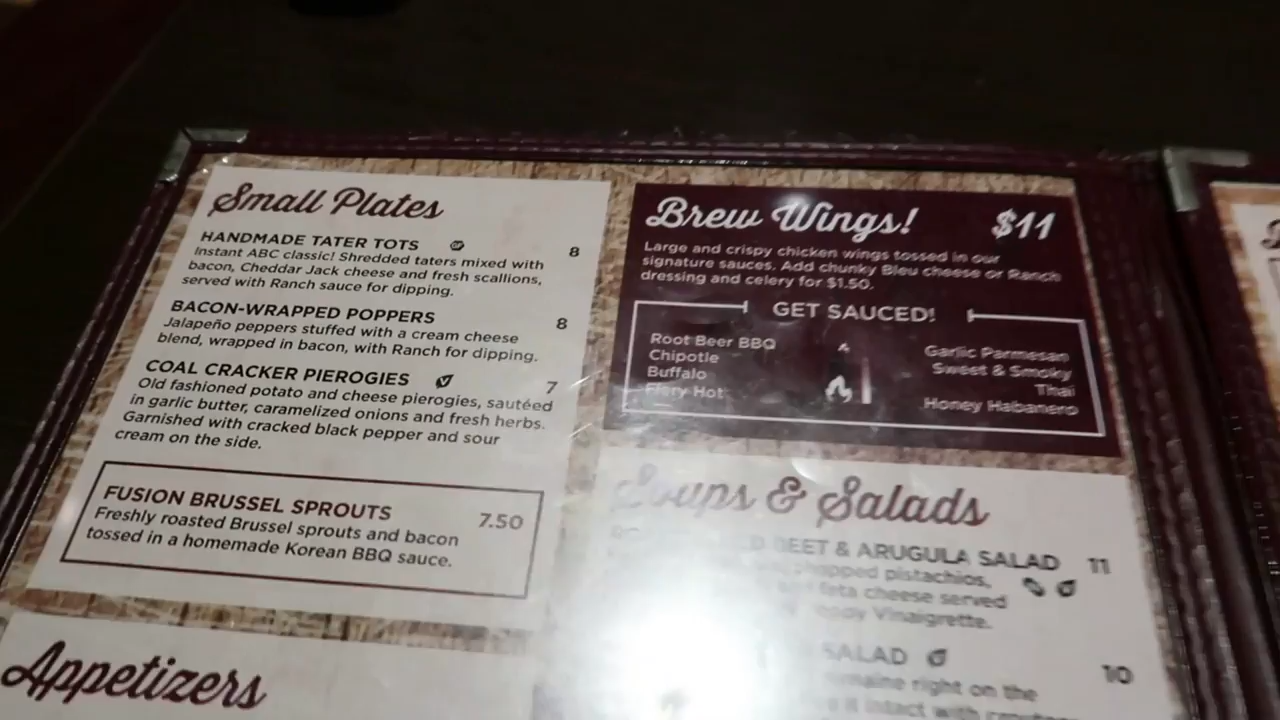 Small Plates
HANDMADE TATER TOTS 8
Instant ABC classic! Shredded taters mixed with
bacon, Cheddar Jack cheese and fresh scallions,
served with Ranch sauce for dipping.
BACON-WRAPPED POPPERS 8
Jalapeño peppers stuffed with a cream cheese
blend, wrapped in bacon, with Ranch for dipping.
COAL CRACKER PIEROGIES 7
Old fashioned potato and cheese pierogies, sautéed
in garlic butter, caramelized onions and fresh herbs.
Garnished with cracked black pepper and sour
cream on the side.
FUSION BRUSSEL SPROUTS 7.50
Freshly roasted Brussel sprouts and bacon
tossed in a homemade Korean BBQ sauce.
Appetizers
Brew Wings! $11
Large and crispy chicken wings tossed in our
signature sauces. Add chunky Bleu cheese or Ranch
dressing and celery for $1.50.
GET SAUCED!
Root Beer BBQ
Chipotle
Buffalo
Fiery Hot
Garlic Parmesan
Sweet & Smoky
Thai
Honey Habanero
Soups & Salads
BEET & ARUGULA SALAD 11
chopped pistachios,
feta cheese served
Vinaigrette.
SALAD 10
romaine right on the
it intact with